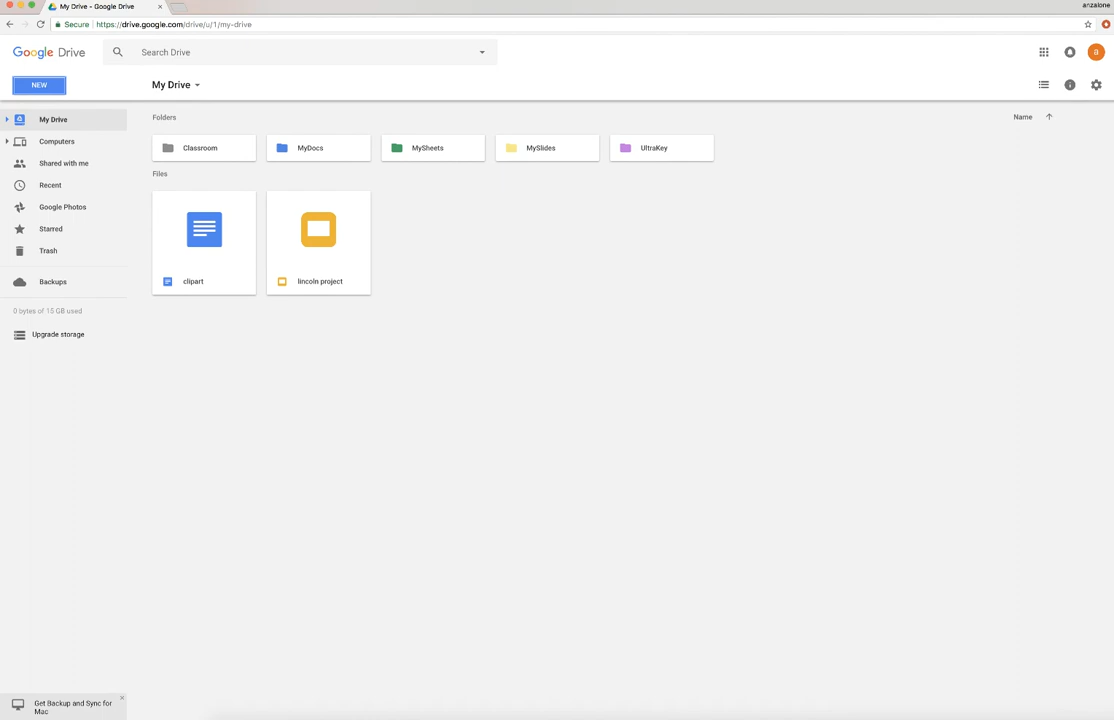 anzalone
My Drive - Google Drive
Secure https://drive.google.com/drive/u/1/my-drive
Google Drive
Search Drive
B
NEW
My Drive
My Drive
Computers
Shared with me
Recent
Google Photos
Starred
Trash
Backups
0 bytes of 15 GB used
Upgrade storage
Folders
Name
Classroom
MyDocs
MySheets
MySlides
UltraKey
Files
clipart
lincoln project
Get Backup and Sync for
Mac